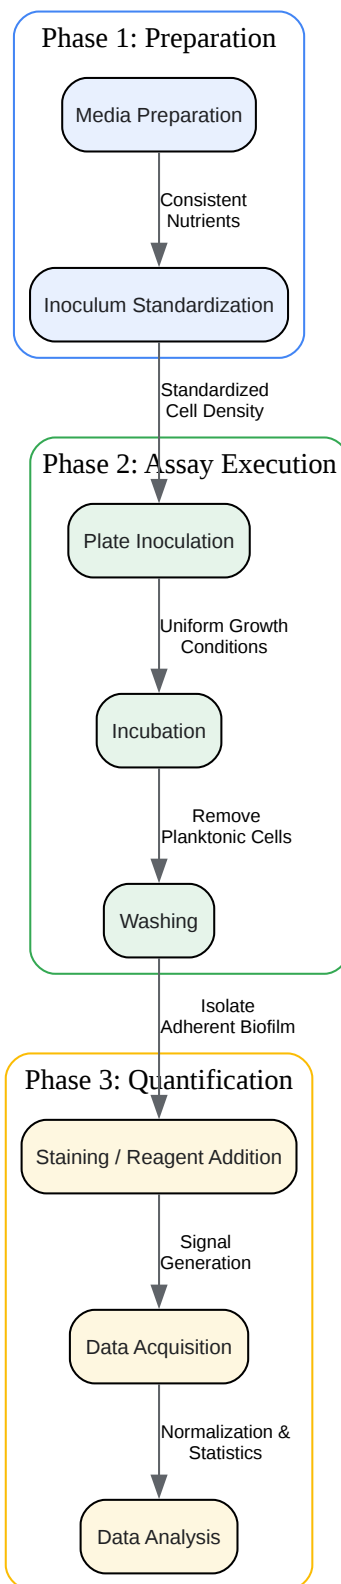 Phase 1: Preparation
Media Preparation
Consistent
Nutrients
Inoculum Standardization
Standardized
Cell Density
Phase 2: Assay Execution
Plate Inoculation
Uniform Growth
Conditions
Incubation
Remove
Planktonic Cells
Washing
Isolate
Adherent Biofilm
Phase 3: Quantification
Staining / Reagent Addition
Signal
Generation
Data Acquisition
Normalization &
Statistics
Data Analysis